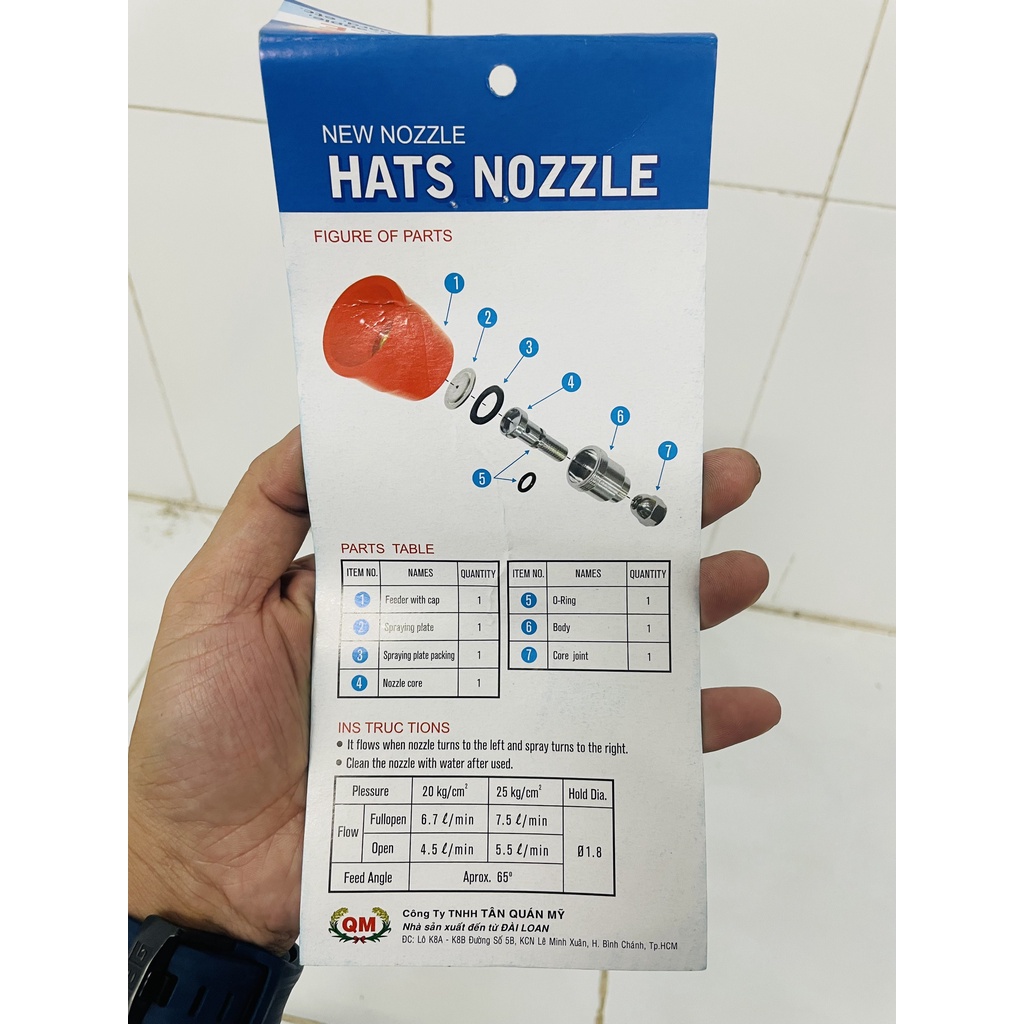 NEW NOZZLE
HATS NOZZLE
FIGURE OF PARTS
1
2
3
4
5
6
7
PARTS TABLE
ITEM NO. NAMES QUANTITY
1 Feeder with cap 1
2 Spraying plate 1
3 Spraying plate packing 1
4 Nozzle core 1
ITEM NO. NAMES QUANTITY
5 O-Ring 1
6 Body 1
7 Core joint 1
INS TRUC TIONS
• It flows when nozzle turns to the left and spray turns to the right.
• Clean the nozzle with water after used.
Plessure 20 kg/cm² 25 kg/cm² Hold Dia.
Flow Fullopen 6.7 ℓ/min 7.5 ℓ/min Ø1.8
Open 4.5 ℓ/min 5.5 ℓ/min
Feed Angle Aprox. 65º
QM
Công Ty TNHH TÂN QUÁN MỸ
Nhà sản xuất đến từ ĐÀI LOAN
ĐC: Lô K8A - K8B Đường Số 5B, KCN Lê Minh Xuân, H. Bình Chánh, Tp.HCM